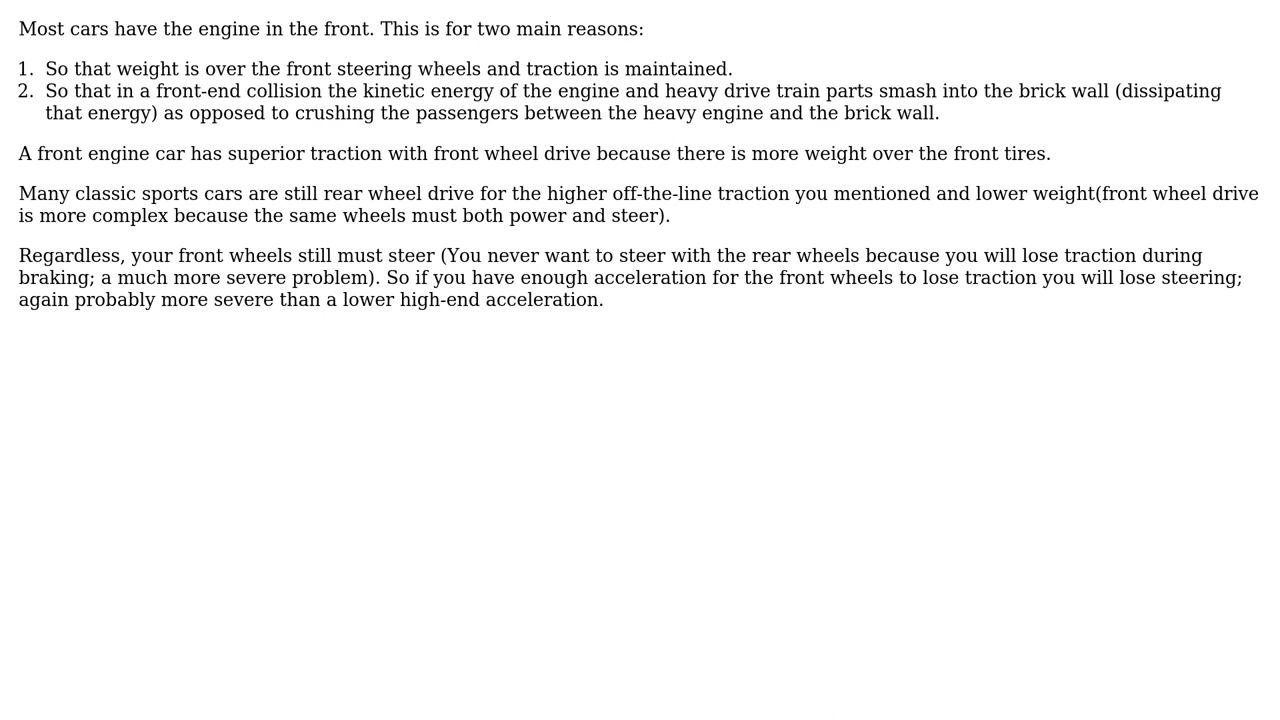 Most cars have the engine in the front. This is for two main reasons:
1. So that weight is over the front steering wheels and traction is maintained.
2. So that in a front-end collision the kinetic energy of the engine and heavy drive train parts smash into the brick wall (dissipating
that energy) as opposed to crushing the passengers between the heavy engine and the brick wall.
A front engine car has superior traction with front wheel drive because there is more weight over the front tires.
Many classic sports cars are still rear wheel drive for the higher off-the-line traction you mentioned and lower weight(front wheel drive
is more complex because the same wheels must both power and steer).
Regardless, your front wheels still must steer (You never want to steer with the rear wheels because you will lose traction during
braking; a much more severe problem). So if you have enough acceleration for the front wheels to lose traction you will lose steering;
again probably more severe than a lower high-end acceleration.